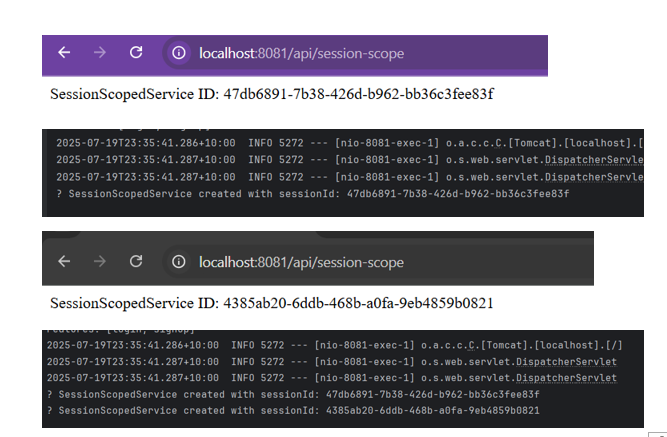 localhost:8081/api/session-scope
SessionScopedService ID: 47db6891-7b38-426d-b962-bb36c3fee83f
2025-07-19T23:35:41.286+10:00 INFO 5272 --- [nio-8081-exec-1] o.a.c.c.C.[Tomcat].[localhost].[
2025-07-19T23:35:41.287+10:00 INFO 5272 --- [nio-8081-exec-1] o.s.web.servlet.DispatcherServle
2025-07-19T23:35:41.287+10:00 INFO 5272 --- [nio-8081-exec-1] o.s.web.servlet.DispatcherServle
? SessionScopedService created with sessionId: 47db6891-7b38-426d-b962-bb36c3fee83f
localhost:8081/api/session-scope
SessionScopedService ID: 4385ab20-6ddb-468b-a0fa-9eb4859b0821
Features: [login, signup]
2025-07-19T23:35:41.286+10:00 INFO 5272 --- [nio-8081-exec-1] o.a.c.c.C.[Tomcat].[localhost].[/]
2025-07-19T23:35:41.287+10:00 INFO 5272 --- [nio-8081-exec-1] o.s.web.servlet.DispatcherServlet
2025-07-19T23:35:41.287+10:00 INFO 5272 --- [nio-8081-exec-1] o.s.web.servlet.DispatcherServlet
? SessionScopedService created with sessionId: 47db6891-7b38-426d-b962-bb36c3fee83f
? SessionScopedService created with sessionId: 4385ab20-6ddb-468b-a0fa-9eb4859b0821